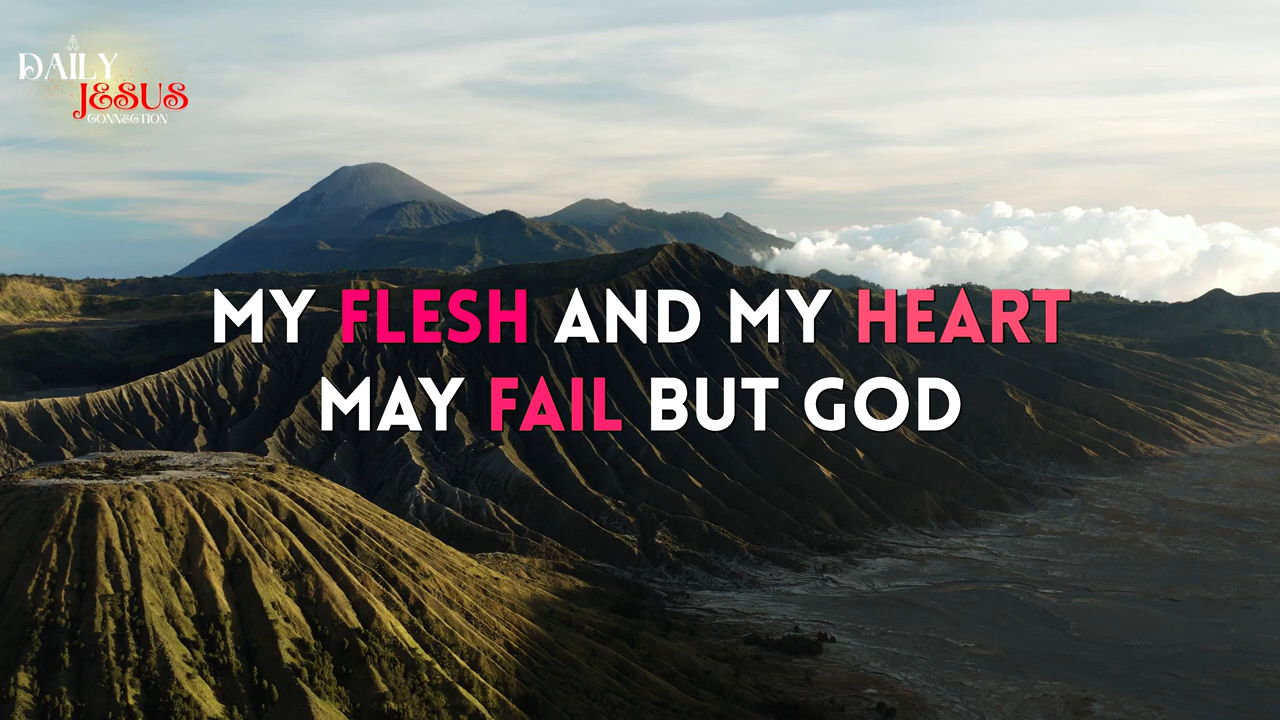 DAILY
JESUS
CONNECTION
MY FLESH AND MY HEART
MAY FAIL BUT GOD